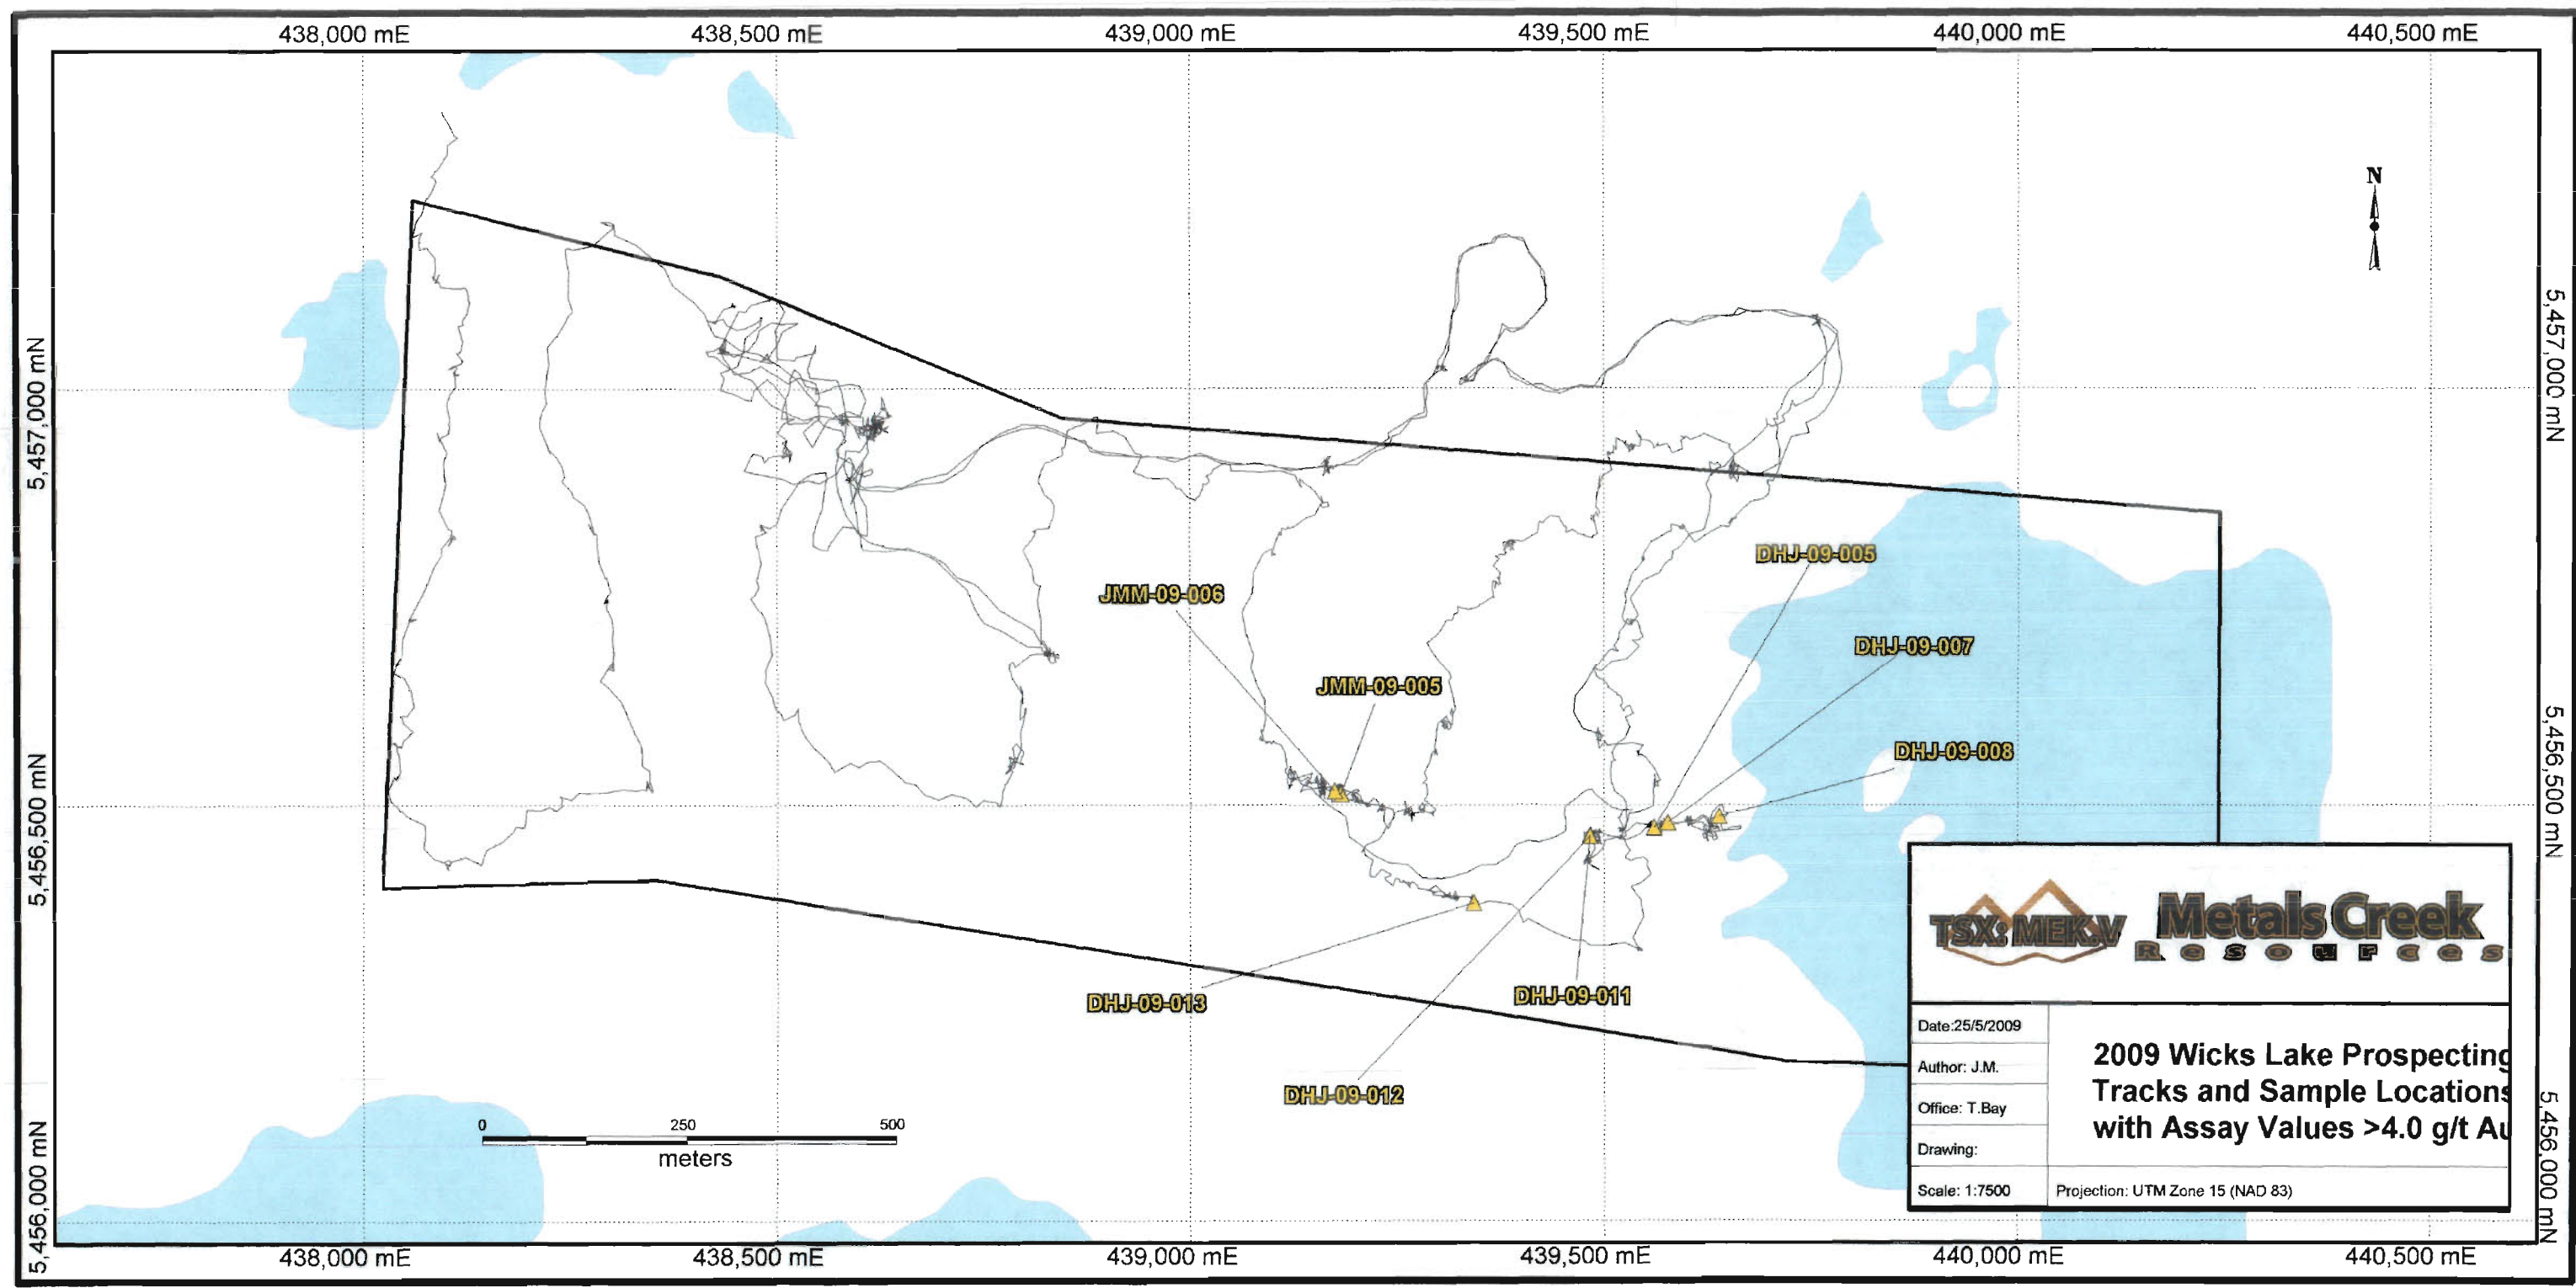 438,000 mE
438,500 mE
439,000 mE
439,500 mE
440,000 mE
440,500 mE
N
5,457,000 mN
5,457,000 mN
DHJ-09-005
JMM-09-006
DHJ-09-007
JMM-09-005
DHJ-09-008
5,456,500 mN
5,456,500 mN
TSX: MEK.V
Metals Creek
Resources
DHJ-09-013
DHJ-09-011
DHJ-09-012
Date:25/5/2009
Author: J.M.
Office: T.Bay
Drawing:
Scale: 1:7500
2009 Wicks Lake Prospecting
Tracks and Sample Locations
with Assay Values >4.0 g/t Au
Projection: UTM Zone 15 (NAD 83)
0 250 500
meters
5,456,000 mN
5,456,000 mN
438,000 mE
438,500 mE
439,000 mE
439,500 mE
440,000 mE
440,500 mE